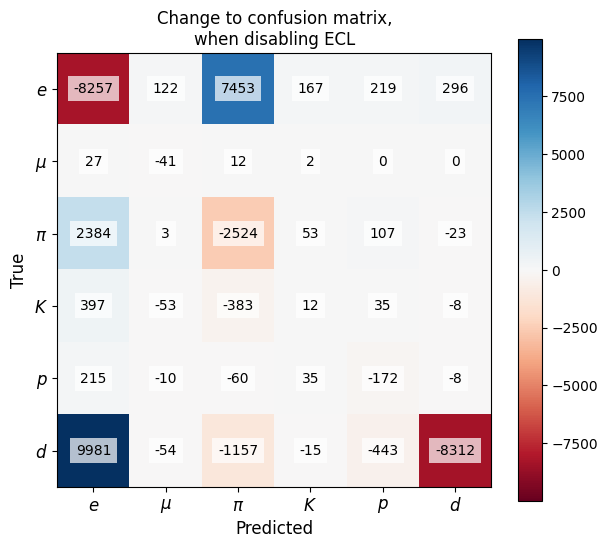 Change to confusion matrix,
when disabling ECL
e -8257 122 7453 167 219 296
μ 27 -41 12 2 0 0
π 2384 3 -2524 53 107 -23
K 397 -53 -383 12 35 -8
p 215 -10 -60 35 -172 -8
d 9981 -54 -1157 -15 -443 -8312
e μ π K p d
Predicted
True
7500
5000
2500
0
-2500
-5000
-7500